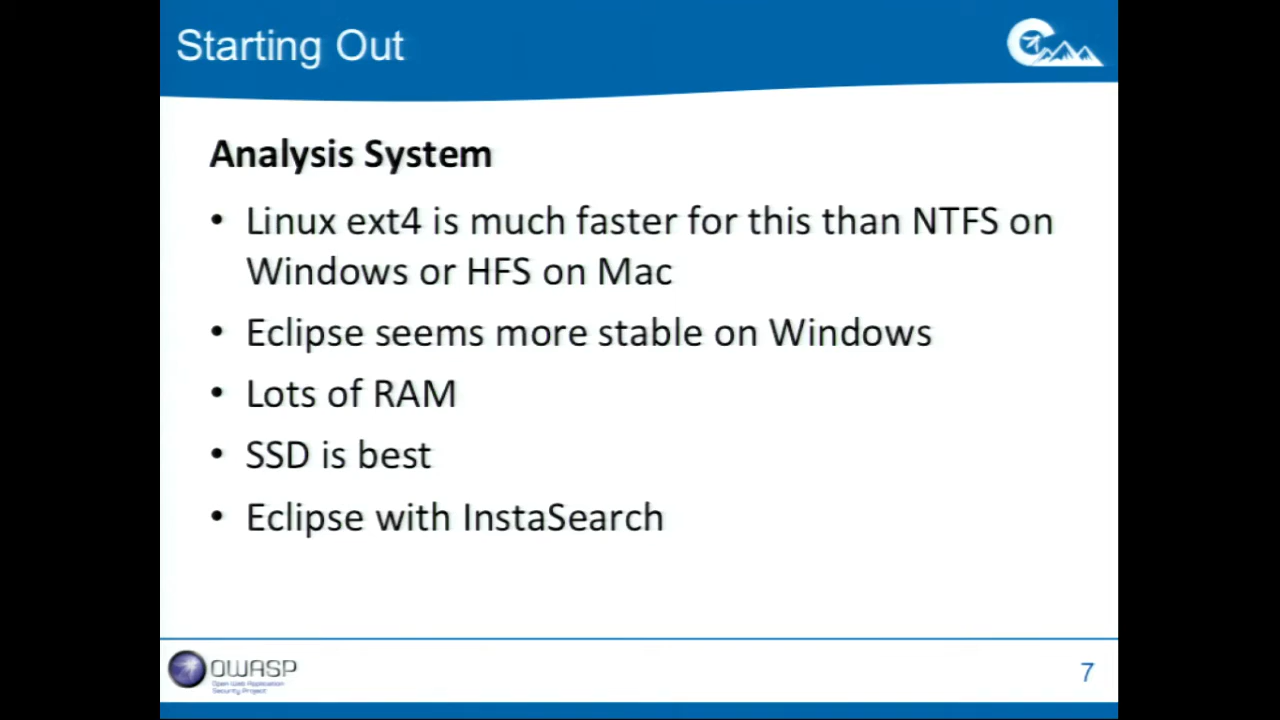 Starting Out
Analysis System
• Linux ext4 is much faster for this than NTFS on
Windows or HFS on Mac
• Eclipse seems more stable on Windows
• Lots of RAM
• SSD is best
• Eclipse with InstaSearch
OWASP
Open Web Application
Security Project
7